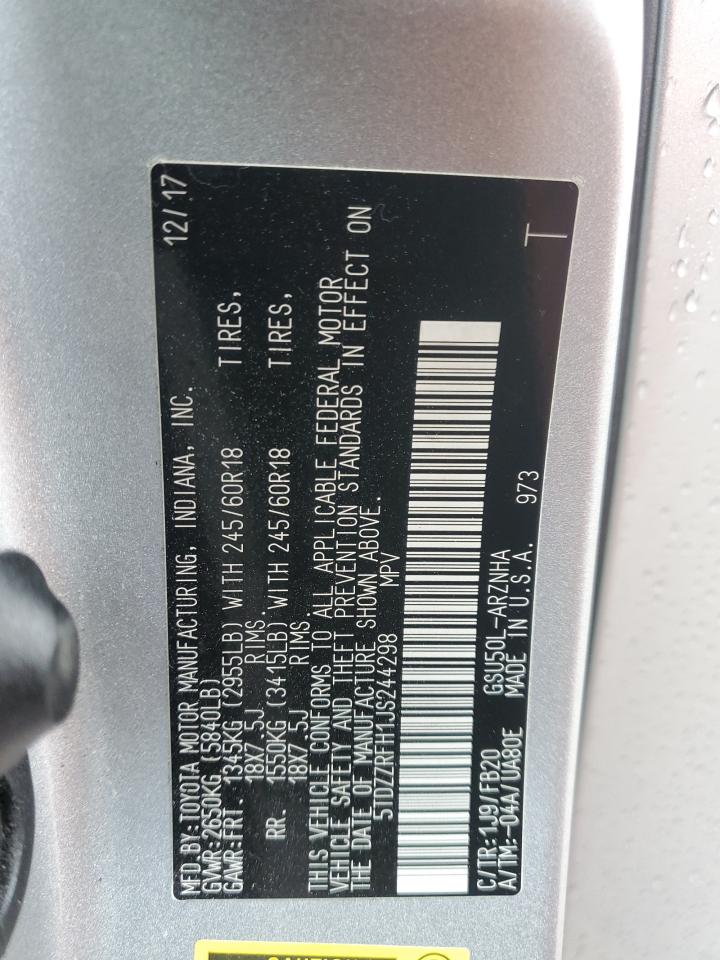 12/17
MFD.BY:TOYOTA MOTOR MANUFACTURING, INDIANA, INC.
GVWR:2650KG (5840LB)
GAWR:FRT. 1345KG (2955LB) WITH 245/60R18 TIRES,
18X7.5J RIMS.
RR. 1550KG (3415LB) WITH 245/60R18 TIRES,
18X7.5J RIMS
THIS VEHICLE CONFORMS TO ALL APPLICABLE FEDERAL MOTOR
VEHICLE SAFETY AND THEFT PREVENTION STANDARDS IN EFFECT ON
THE DATE OF MANUFACTURE SHOWN ABOVE.
5TDZZRFH1JS244298 MPV
C/TR:1J9/FB20 GSU50L-ARZNHA 973
A/TM:-04A/UA80E MADE IN U.S.A.
T
CAUTION